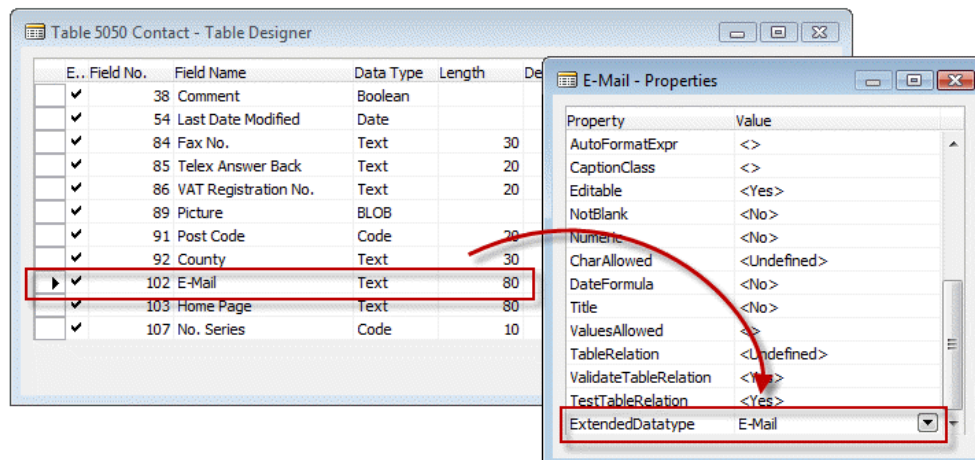 Table 5050 Contact - Table Designer
E.. Field No. Field Name Data Type Length De
38 Comment Boolean
54 Last Date Modified Date
84 Fax No. Text 30
85 Telex Answer Back Text 20
86 VAT Registration No. Text 20
89 Picture BLOB
91 Post Code Code 20
92 County Text 30
102 E-Mail Text 80
103 Home Page Text 80
107 No. Series Code 10
E-Mail - Properties
Property Value
AutoFormatExpr <>
CaptionClass <>
Editable <Yes>
NotBlank <No>
Numeric <No>
CharAllowed <Undefined>
DateFormula <No>
Title <No>
ValuesAllowed <>
TableRelation <Undefined>
ValidateTableRelation <Yes>
TestTableRelation <Yes>
ExtendedDatatype E-Mail